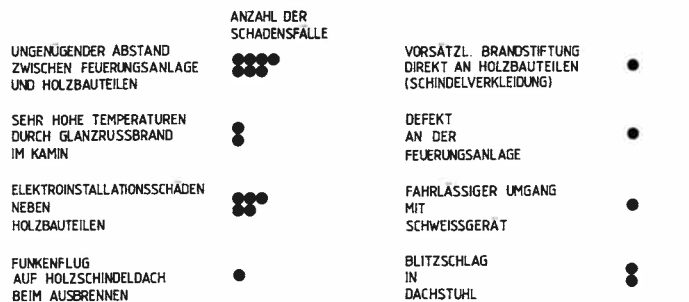 ANZAHL DER
SCHADENSFÄLLE
UNGENÜGENDER ABSTAND
ZWISCHEN FEUERUNGSANLAGE
UND HOLZBAUTEILEN
SEHR HOHE TEMPERATUREN
DURCH GLANZRUSSBRAND
IM KAMIN
ELEKTROINSTALLATIONSSCHÄDEN
NEBEN
HOLZBAUTEILEN
FUNKENFLUG
AUF HOLZSCHINDELDACH
BEIM AUSBRENNEN
VORSÄTZL. BRANDSTIFTUNG
DIREKT AN HOLZBAUTEILEN
(SCHINDELVERKLEIDUNG)
DEFEKT
AN DER
FEUERUNGSANLAGE
FAHRLÄSSIGER UMGANG
MIT
SCHWEISSGERÄT
BLITZSCHLAG
IN
DACHSTUHL